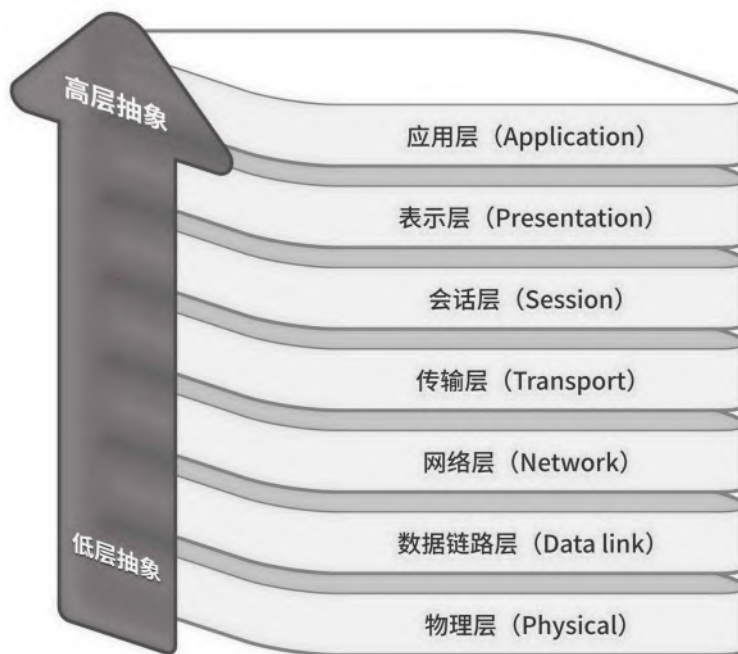 高层抽象
应用层（Application）
表示层（Presentation）
会话层（Session）
传输层（Transport）
网络层（Network）
数据链路层（Data link）
低层抽象
物理层（Physical）